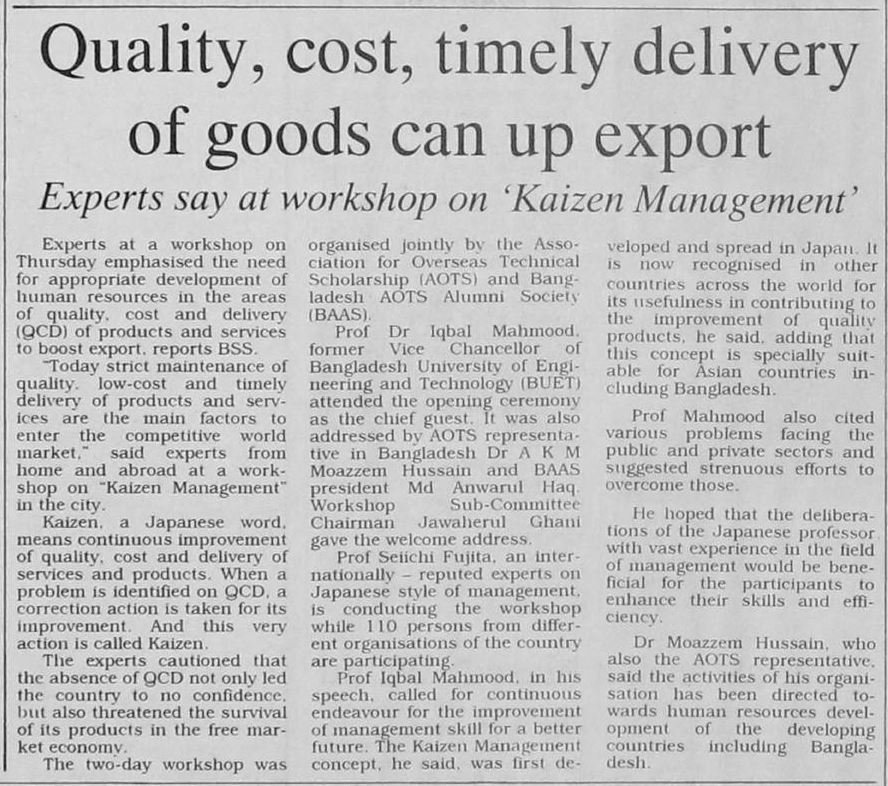 Quality, cost, timely delivery
of goods can up export
Experts say at workshop on 'Kaizen Management'
Experts at a workshop on
Thursday emphasised the need
for appropriate development of
human resources in the areas
of quality, cost and delivery
(QCD) of products and services
to boost export, reports BSS.
"Today strict maintenance of
quality, low-cost and timely
delivery of products and serv-
ices are the main factors to
enter the competitive world
market," said experts from
home and abroad at a work-
shop on "Kaizen Management"
in the city.
Kaizen, a Japanese word,
means continuous improvement
of quality, cost and delivery of
services and products. When a
problem is identified on QCD, a
correction action is taken for its
improvement. And this very
action is called Kaizen.
The experts cautioned that
the absence of QCD not only led
the country to no confidence,
but also threatened the survival
of its products in the free mar-
ket economy.
The two-day workshop was
organised jointly by the Asso-
ciation for Overseas Technical
Scholarship (AOTS) and Bang-
ladesh AOTS Alumni Society
(BAAS).
Prof Dr Iqbal Mahmood,
former Vice Chancellor of
Bangladesh University of Engi-
neering and Technology (BUET)
attended the opening ceremony
as the chief guest. It was also
addressed by AOTS representa-
tive in Bangladesh Dr A K M
Moazzem Hussain and BAAS
president Md Anwarul Haq.
Workshop Sub-Committee
Chairman Jawaherul Ghani
gave the welcome address.
Prof Seiichi Fujita, an inter-
nationally – reputed experts on
Japanese style of management,
is conducting the workshop
while 110 persons from differ-
ent organisations of the country
are participating.
Prof Iqbal Mahmood, in his
speech, called for continuous
endeavour for the improvement
of management skill for a better
future. The Kaizen Management
concept, he said, was first de-
veloped and spread in Japan. It
is now recognised in other
countries across the world for
its usefulness in contributing to
the improvement of quality
products, he said, adding that
this concept is specially suit-
able for Asian countries in-
cluding Bangladesh.
Prof Mahmood also cited
various problems facing the
public and private sectors and
suggested strenuous efforts to
overcome those.
He hoped that the delibera-
tions of the Japanese professor
with vast experience in the field
of management would be bene-
ficial for the participants to
enhance their skills and effi-
ciency.
Dr Moazzem Hussain, who
also the AOTS representative,
said the activities of his organi-
sation has been directed to-
wards human resources devel-
opment of the developing
countries including Bangla-
desh.